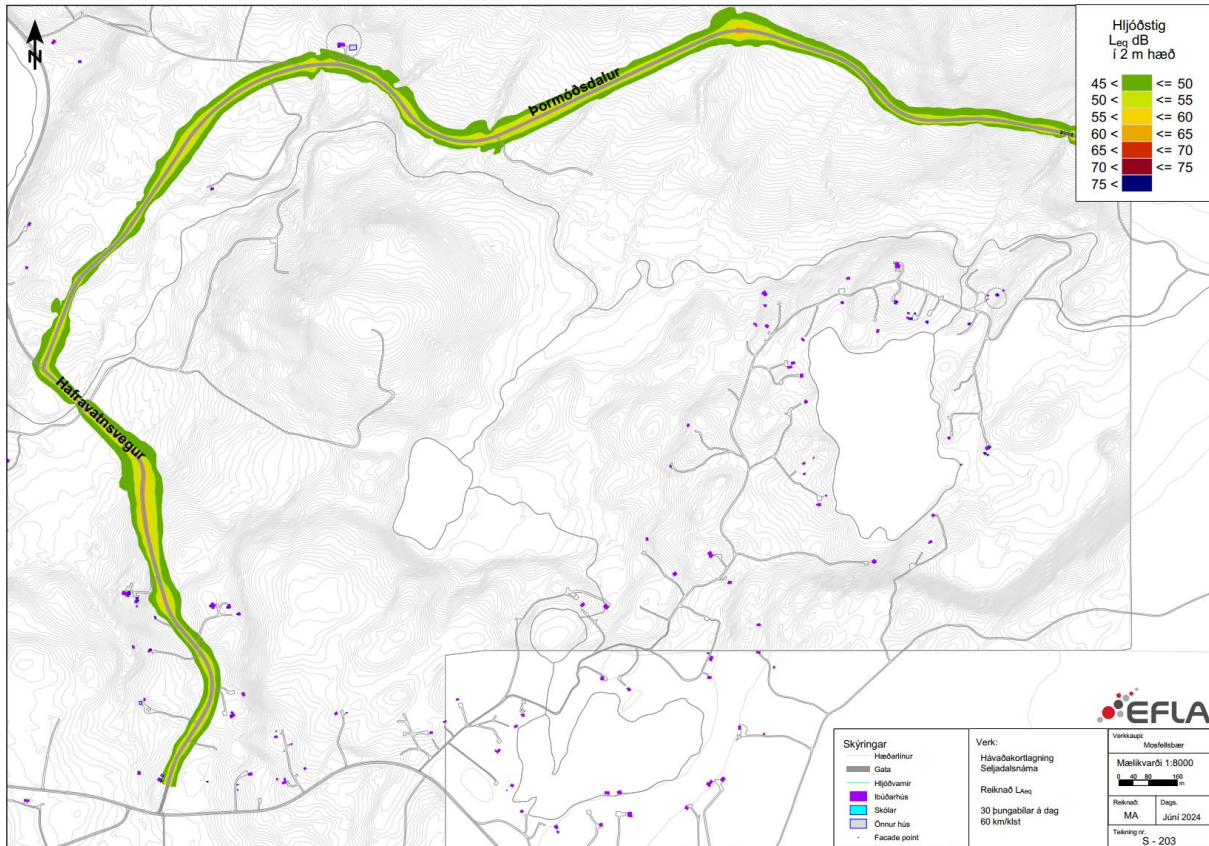 N
Hljóðstig
Leq dB
í 2 m hæð
45 < <= 50
50 < <= 55
55 < <= 60
60 < <= 65
65 < <= 70
70 < <= 75
75 <
Þormóðsdalur
Hafravatnsvegur
EFLA
Skýringar
Hæðarlínur
Gata
Hljóðvarnir
Íbúðarhús
Skólar
Önnur hús
Facade point
Verk:
Hávaðakortlagning
Seljadalsnáma
Reiknað LAeq
30 þungabílar á dag
60 km/klst
Verkkaupi:
Mosfellsbær
Mælikvarði 1:8000
0 40 80 160
m
Reiknað:
MA
Dags.
Júní 2024
Teikning nr.
S - 203